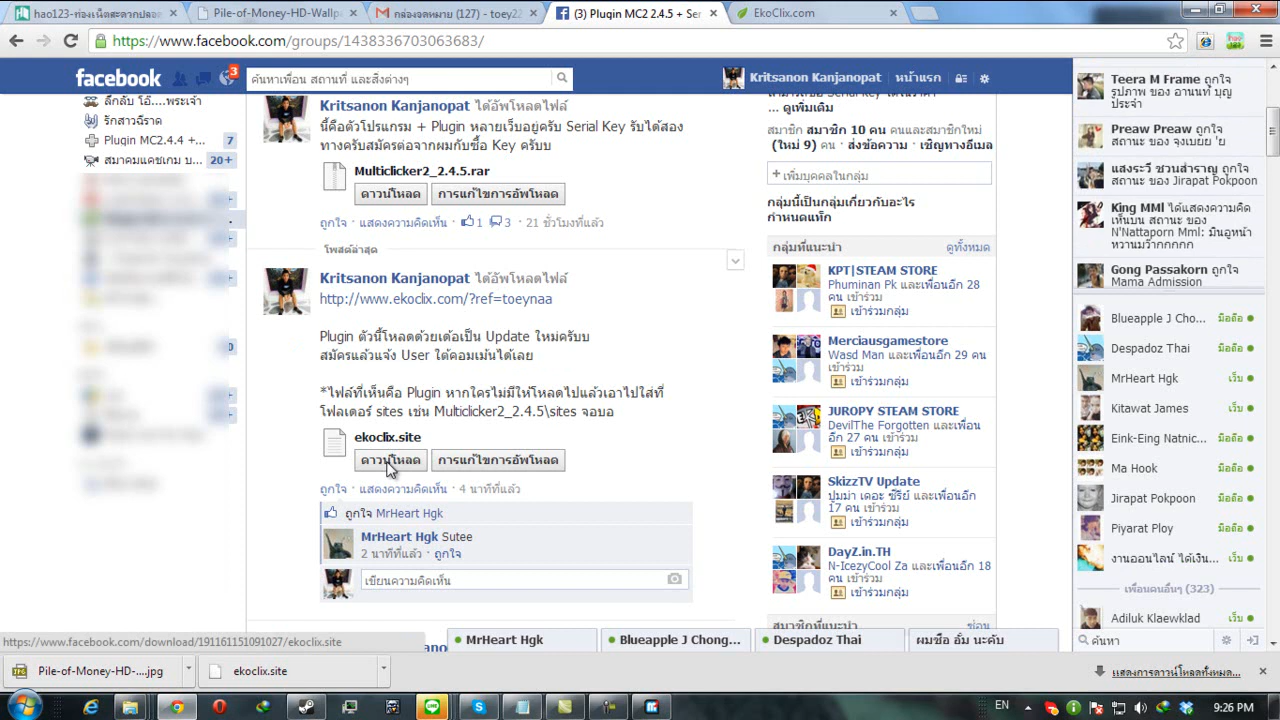 hao123-ท่องเน็ตสะดวกปลอด
Pile-of-Money-HD-Wallp
กล่องจดหมาย (127) - toey22
(3) Plugin MC2 2.4.5 + Ser
EkoClix.com
https://www.facebook.com/groups/1438336703063683/
facebook
3
ค้นหาเพื่อน สถานที่ และสิ่งต่างๆ
Kritsanon Kanjanopat
หน้าแรก
ลึกลับ โอ้....พระเจ้า
รักสาวฉีราด
Plugin MC2.4.4 +...
7
สมาคมแคชเกม บ...
20+
Kritsanon Kanjanopat ได้อัพโหลดไฟล์
นี้คือตัวโปรแกรม + Plugin หลายเว็บอยู่ครับ Serial Key รับได้สอง
ทางครับสมัครต่อจากผมกับซื้อ Key ครับบ
Multiclicker2_2.4.5.rar
ดาวน์โหลด
การแก้ไขการอัพโหลด
ถูกใจ · แสดงความคิดเห็น · 1 3 · 21 ชั่วโมงที่แล้ว
โพสต์ล่าสุด
Kritsanon Kanjanopat ได้อัพโหลดไฟล์
http://www.ekoclix.com/?ref=toeynaa
Plugin ตัวนี้โหลดด้วยเด้อเป็น Update ใหม่ครับบ
สมัครแล้วแจ้ง User ใต้คอมเม้นได้เลย
*ไฟล์ที่เห็นคือ Plugin หากใครไม่มีให้โหลดไปแล้วเอาไปใส่ที่
โฟลเดอร์ sites เช่น Multiclicker2_2.4.5\sites จอบอ
ekoclix.site
ดาวน์โหลด
การแก้ไขการอัพโหลด
ถูกใจ · แสดงความคิดเห็น · 4 นาทีที่แล้ว
ถูกใจ MrHeart Hgk
MrHeart Hgk Sutee
2 นาทีที่แล้ว · ถูกใจ
เขียนความคิดเห็น
... ดูเพิ่มเติม
สมาชิก สมาชิก 10 คน คนและสมาชิกใหม่
(ใหม่ 9) คน · ส่งข้อความ · เชิญทางอีเมล
+ เพิ่มบุคคลในกลุ่ม
กลุ่มนี้เป็นกลุ่มเกี่ยวกับอะไร
กำหนดแท็ก
กลุ่มที่แนะนำ
ดูทั้งหมด
KPT|STEAM STORE
Phuminan Pk และเพื่อนอีก 28
คน เข้าร่วม
เข้าร่วมกลุ่ม
Merciausgamestore
Wasd Man และเพื่อนอีก 29 คน
เข้าร่วม
เข้าร่วมกลุ่ม
JUROPY STEAM STORE
DevilThe Forgotten และเพื่อน
อีก 27 คน เข้าร่วม
เข้าร่วมกลุ่ม
SkizzTV Update
ปูมม่า เดอะ ซีรีย์ และเพื่อนอีก
17 คน เข้าร่วม
เข้าร่วมกลุ่ม
DayZ.in.TH
N-IcezyCool Za และเพื่อนอีก 18
คน เข้าร่วม
เข้าร่วมกลุ่ม
Teera M Frame ถูกใจ
รูปภาพ ของ อานนท์ บุญ
ประจำ
Preaw Preaw ถูกใจ
สถานะ ของ จุงเบยย 'ย
แสงระวี ชวนสำราญ ถูกใจ
สถานะ ของ Jirapat Pokpoon
King MMl ได้แสดงความคิด
เห็นบน สถานะ ของ
N'Nattaporn Mml: มีนอูหน้า
หวานมว๊ากกกกก
Gong Passakorn ถูกใจ
Mama Admission
Blueapple J Cho... มือถือ
Despadoz Thai มือถือ
MrHeart Hgk เว็บ
Kitawat James เว็บ
Eink-Eing Natnic... มือถือ
Ma Hook มือถือ
Jirapat Pokpoon มือถือ
Piyarat Ploy มือถือ
งานออนไลน์ ได้เงิน... เว็บ
เพื่อนคนอื่นๆ (323)
Adiluk Klaewklad เว็บ
ค้นหา
https://www.facebook.com/download/191161151091027/ekoclix.site
MrHeart Hgk
Blueapple J Chong...
Despadoz Thai
ผมชื่อ อั้ม นะคับ
Pile-of-Money-HD-....jpg
ekoclix.site
แสดงการดาวน์โหลดทั้งหมด...
EN
9:26 PM